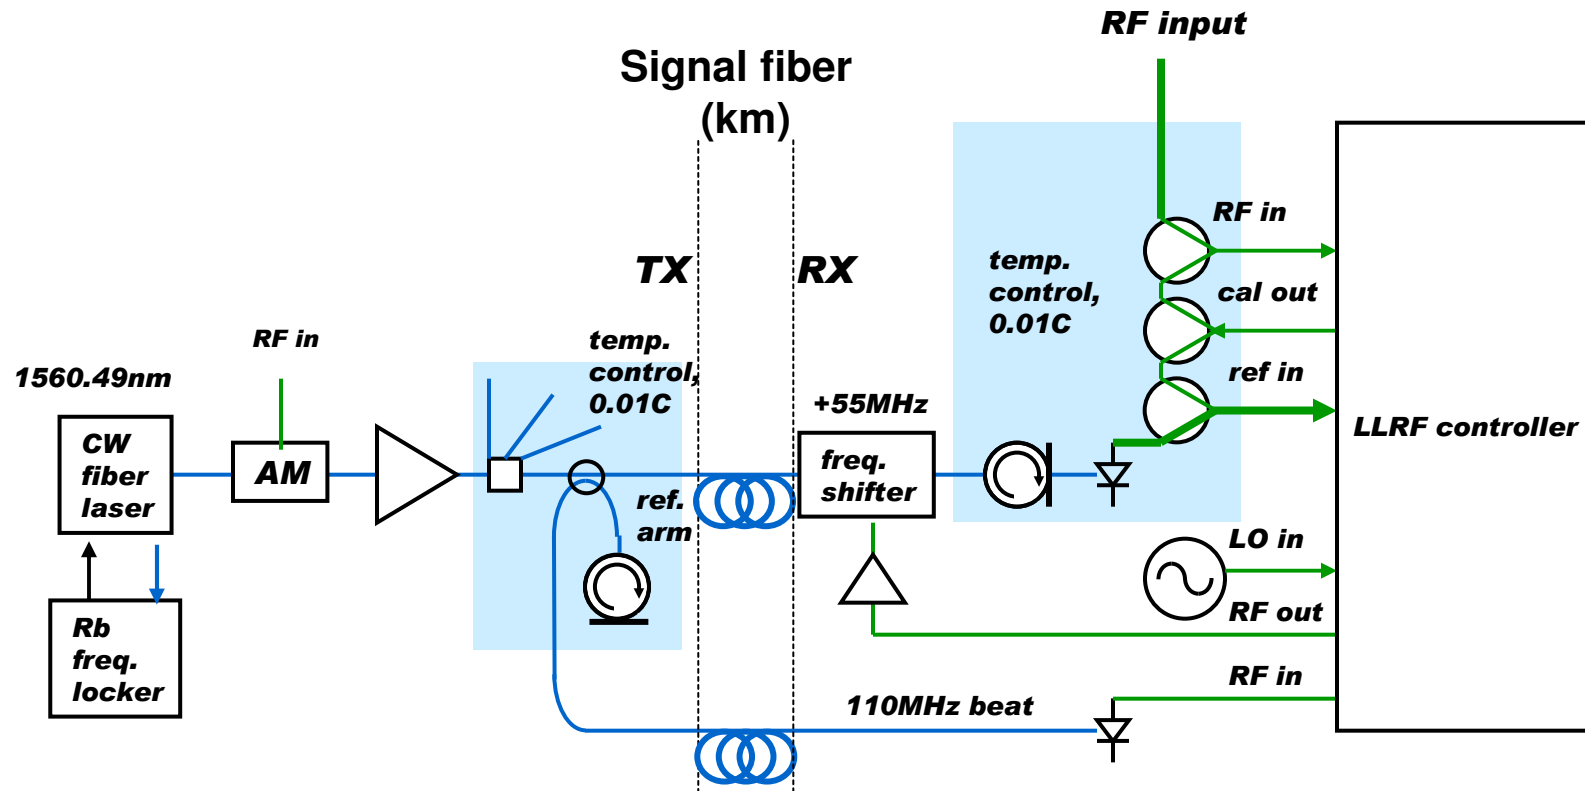 RF input
Signal fiber
(km)
RF in
temp.
control,
0.01C
cal out
TX
RX
ref in
RF in
temp.
control,
0.01C
1560.49nm
+55MHz
LLRF controller
CW
fiber
laser
AM
freq.
shifter
ref.
arm
LO in
RF out
Rb
freq.
locker
RF in
110MHz beat